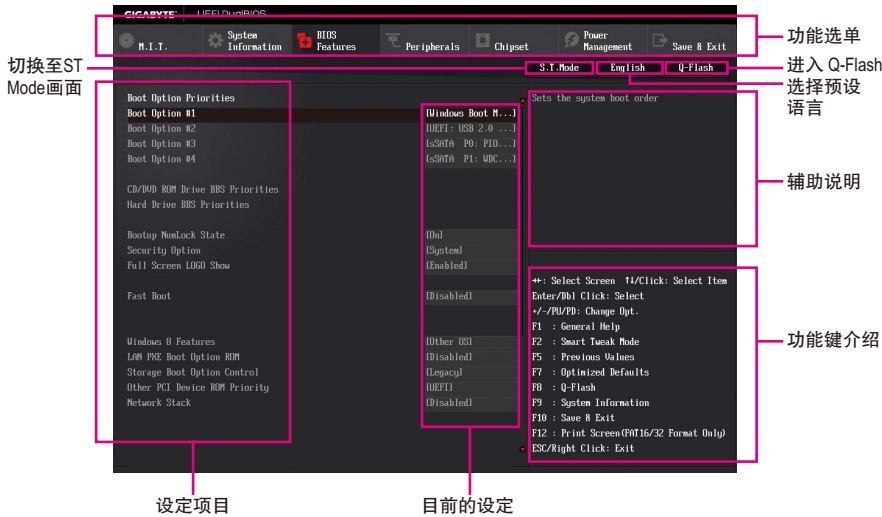 GIGABYTE UEFI DualBIOS
M.I.T.
System Information
BIOS Features
Peripherals
Chipset
Power Management
Save & Exit
功能选单
切换至ST Mode画面
S.T.Mode English Q-Flash
进入 Q-Flash
选择预设
语言
Boot Option Priorities
Boot Option #1 [Windows Boot M...]
Boot Option #2 [UEFI: USB 2.0 ...]
Boot Option #3 [sSATA P0: PIO...]
Boot Option #4 [sSATA P1: WDC...]
Sets the system boot order
辅助说明
CD/DVD ROM Drive BBS Priorities
Hard Drive BBS Priorities
Bootup NumLock State [On]
Security Option [System]
Full Screen LOGO Show [Enabled]
Fast Boot [Disabled]
Windows 8 Features [Other OS]
LAN PXE Boot Option ROM [Disabled]
Storage Boot Option Control [Legacy]
Other PCI Device ROM Priority [UEFI]
Network Stack [Disabled]
→←: Select Screen ↑↓/Click: Select Item
Enter/Dbl Click: Select
+/-/PU/PD: Change Opt.
F1 : General Help
F2 : Smart Tweak Mode
F5 : Previous Values
F7 : Optimized Defaults
F8 : Q-Flash
F9 : System Information
F10 : Save & Exit
F12 : Print Screen(FAT16/32 Format Only)
ESC/Right Click: Exit
功能键介绍
设定项目
目前的设定